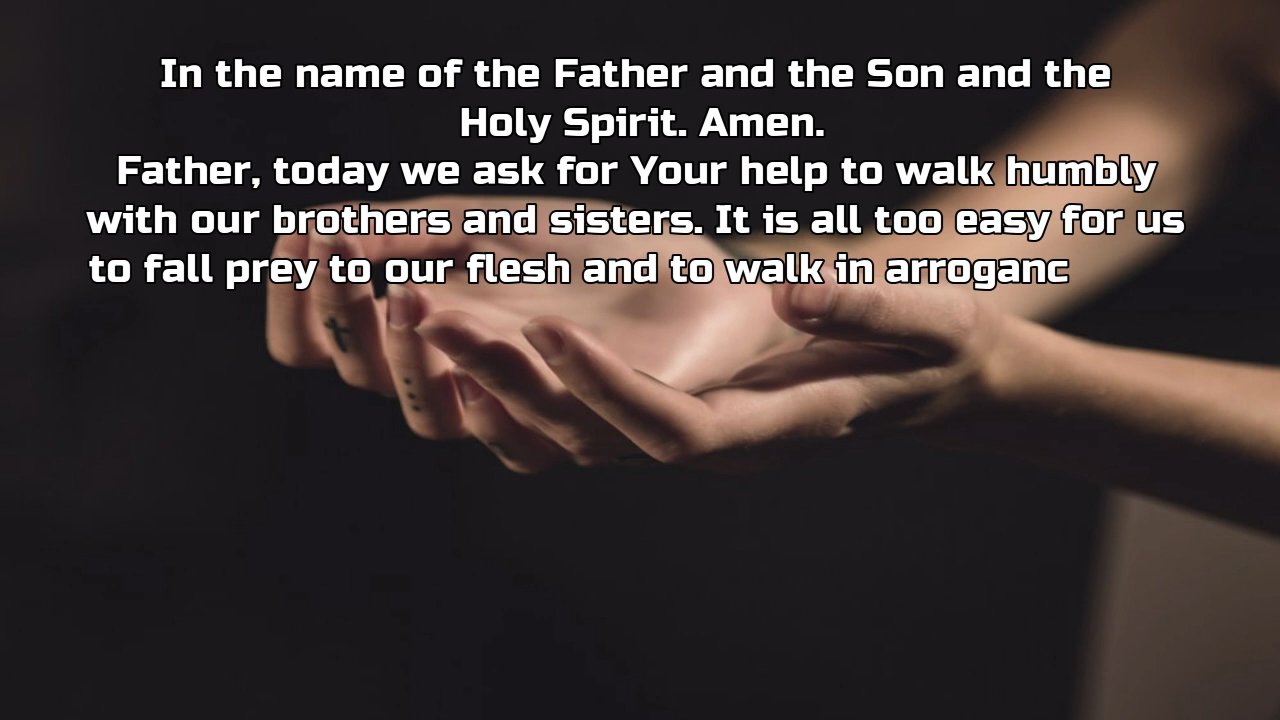 In the name of the Father and the Son and the
Holy Spirit. Amen.
Father, today we ask for Your help to walk humbly
with our brothers and sisters. It is all too easy for us
to fall prey to our flesh and to walk in arroganc